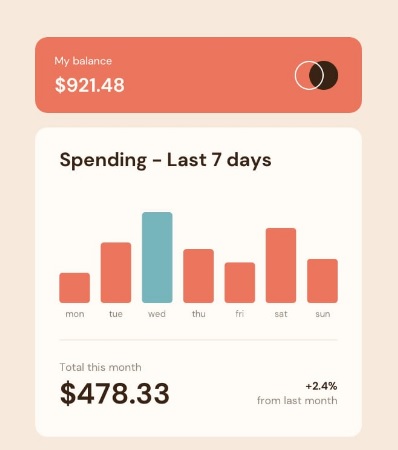 My balance
$921.48
Spending - Last 7 days
mon tue wed thu fri sat sun
Total this month
$478.33
+2.4%
from last month